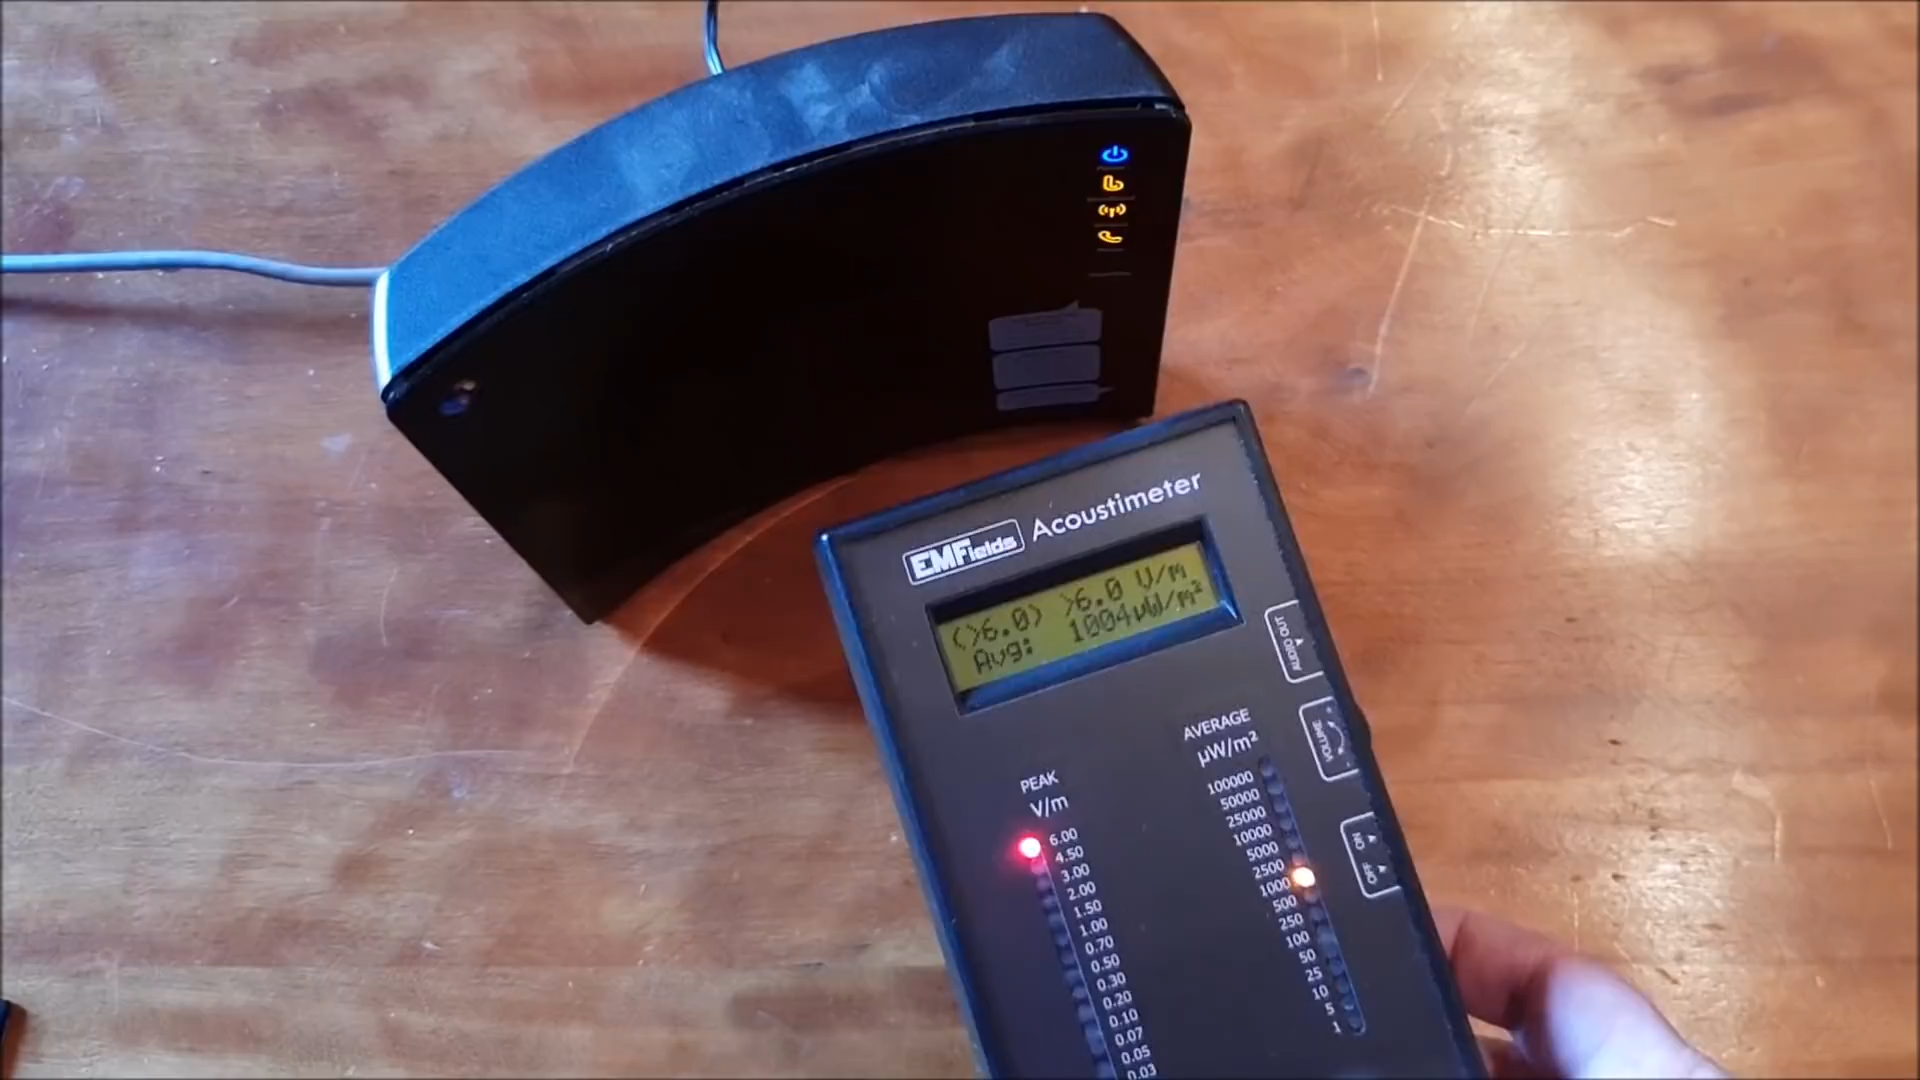 EMFields Acoustimeter
(>6.0) >6.0 V/m
Avg: 1004µW/m²
AUDIO OUT
VOLUME
ON OFF
PEAK
V/m
6.00
4.50
3.00
2.00
1.50
1.00
0.70
0.50
0.30
0.20
0.10
0.07
0.05
0.03
AVERAGE
µW/m²
100000
50000
25000
10000
5000
2500
1000
500
250
100
50
25
10
5
1